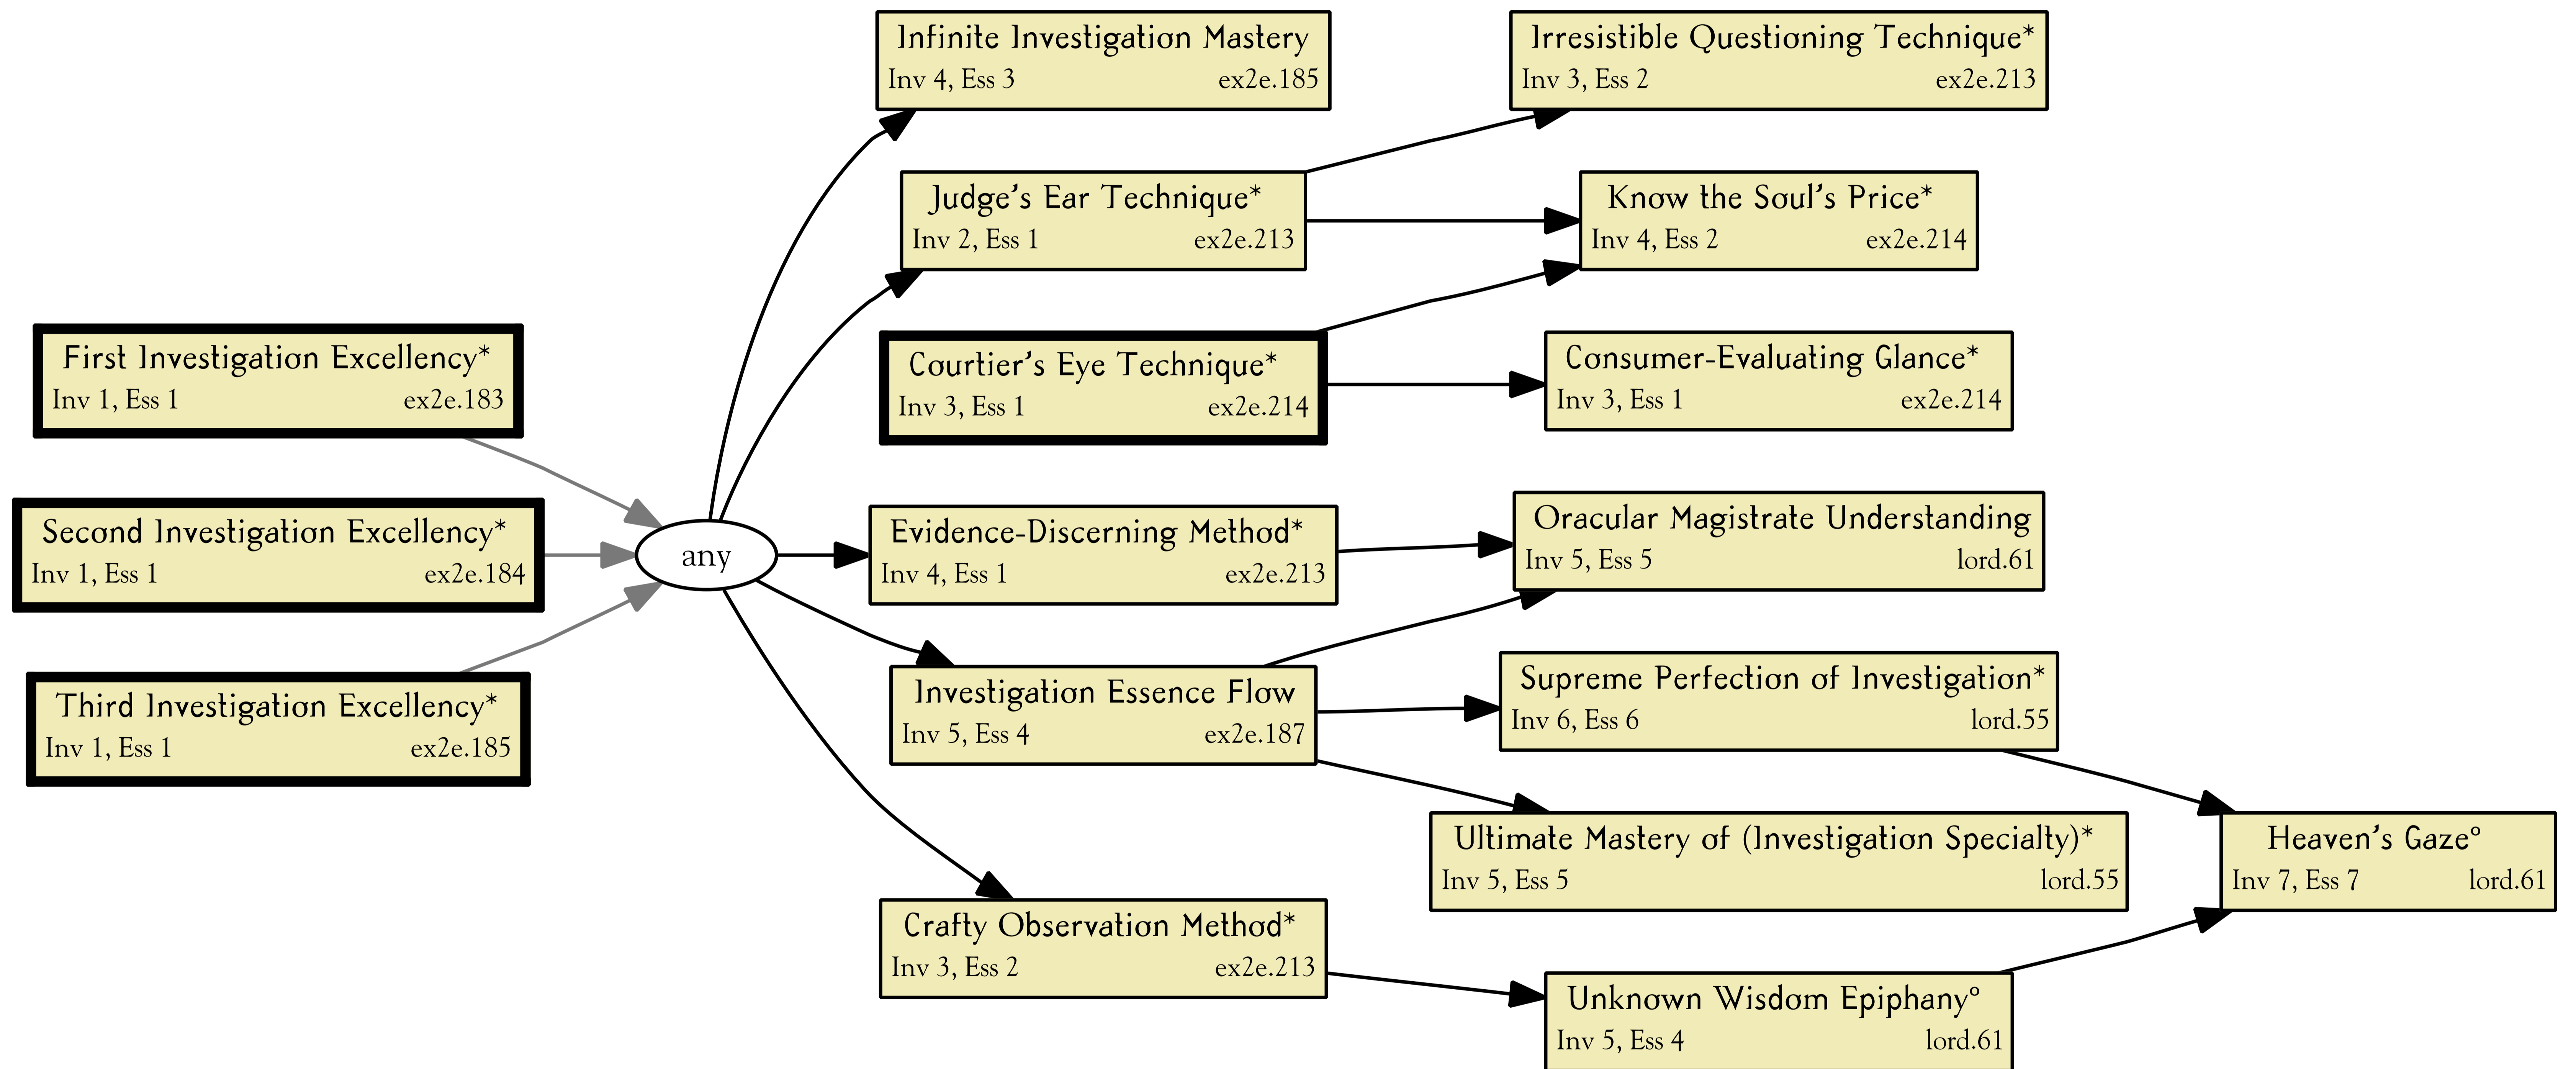 Infinite Investigation Mastery
Inv 4, Ess 3 ex2e.185
Irresistible Questioning Technique*
Inv 3, Ess 2 ex2e.213
Judge's Ear Technique*
Inv 2, Ess 1 ex2e.213
Know the Soul's Price*
Inv 4, Ess 2 ex2e.214
First Investigation Excellency*
Inv 1, Ess 1 ex2e.183
Courtier's Eye Technique*
Inv 3, Ess 1 ex2e.214
Consumer-Evaluating Glance*
Inv 3, Ess 1 ex2e.214
Second Investigation Excellency*
Inv 1, Ess 1 ex2e.184
any
Evidence-Discerning Method*
Inv 4, Ess 1 ex2e.213
Oracular Magistrate Understanding
Inv 5, Ess 5 lord.61
Third Investigation Excellency*
Inv 1, Ess 1 ex2e.185
Investigation Essence Flow
Inv 5, Ess 4 ex2e.187
Supreme Perfection of Investigation*
Inv 6, Ess 6 lord.55
Ultimate Mastery of (Investigation Specialty)*
Inv 5, Ess 5 lord.55
Heaven's Gaze°
Inv 7, Ess 7 lord.61
Crafty Observation Method*
Inv 3, Ess 2 ex2e.213
Unknown Wisdom Epiphany°
Inv 5, Ess 4 lord.61